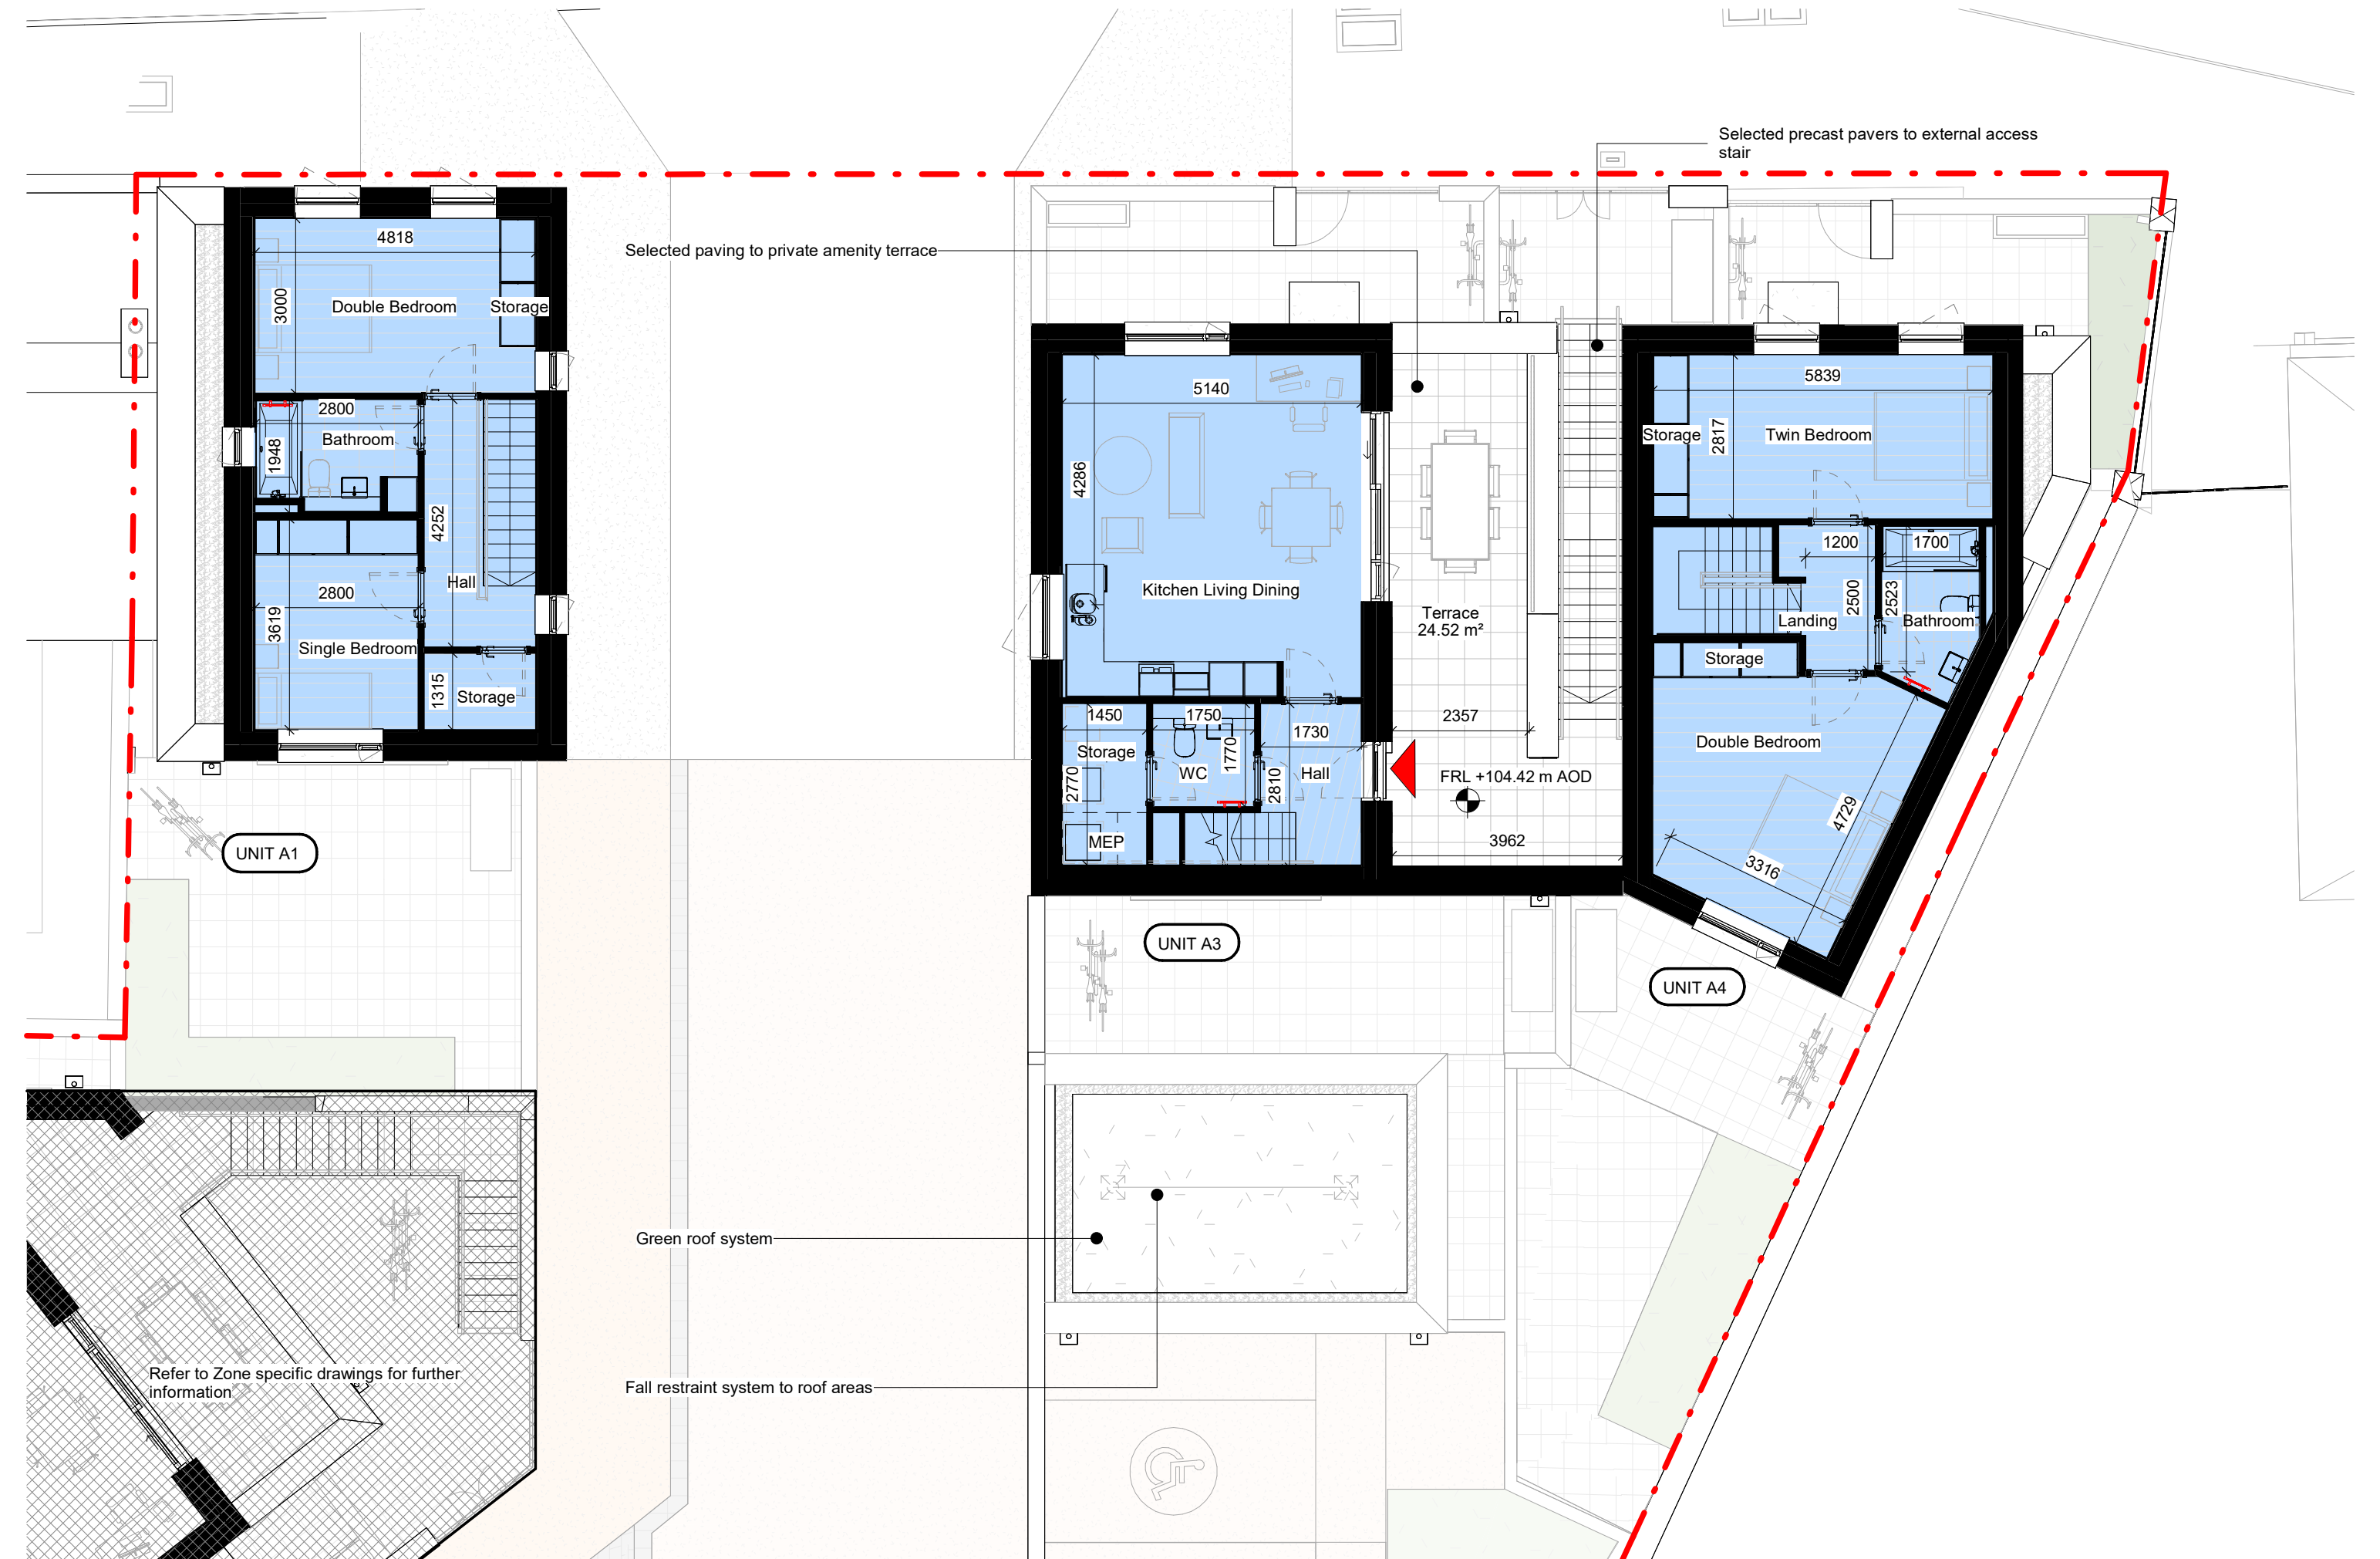 Selected precast pavers to external access
stair
Selected paving to private amenity terrace
4818
3000
Double Bedroom
Storage
2800
Bathroom
1948
4252
Hall
2800
3619
Single Bedroom
1315
Storage
UNIT A1
5140
4286
Kitchen Living Dining
1450
1750
1730
Storage
1770
WC
Hall
2770
2810
MEP
Terrace
24.52 m²
2357
FRL +104.42 m AOD
3962
UNIT A3
5839
Storage
2817
Twin Bedroom
1200
1700
2500
2523
Landing
Bathroom
Storage
Double Bedroom
4729
3316
UNIT A4
Green roof system
Fall restraint system to roof areas
Refer to Zone specific drawings for further
information